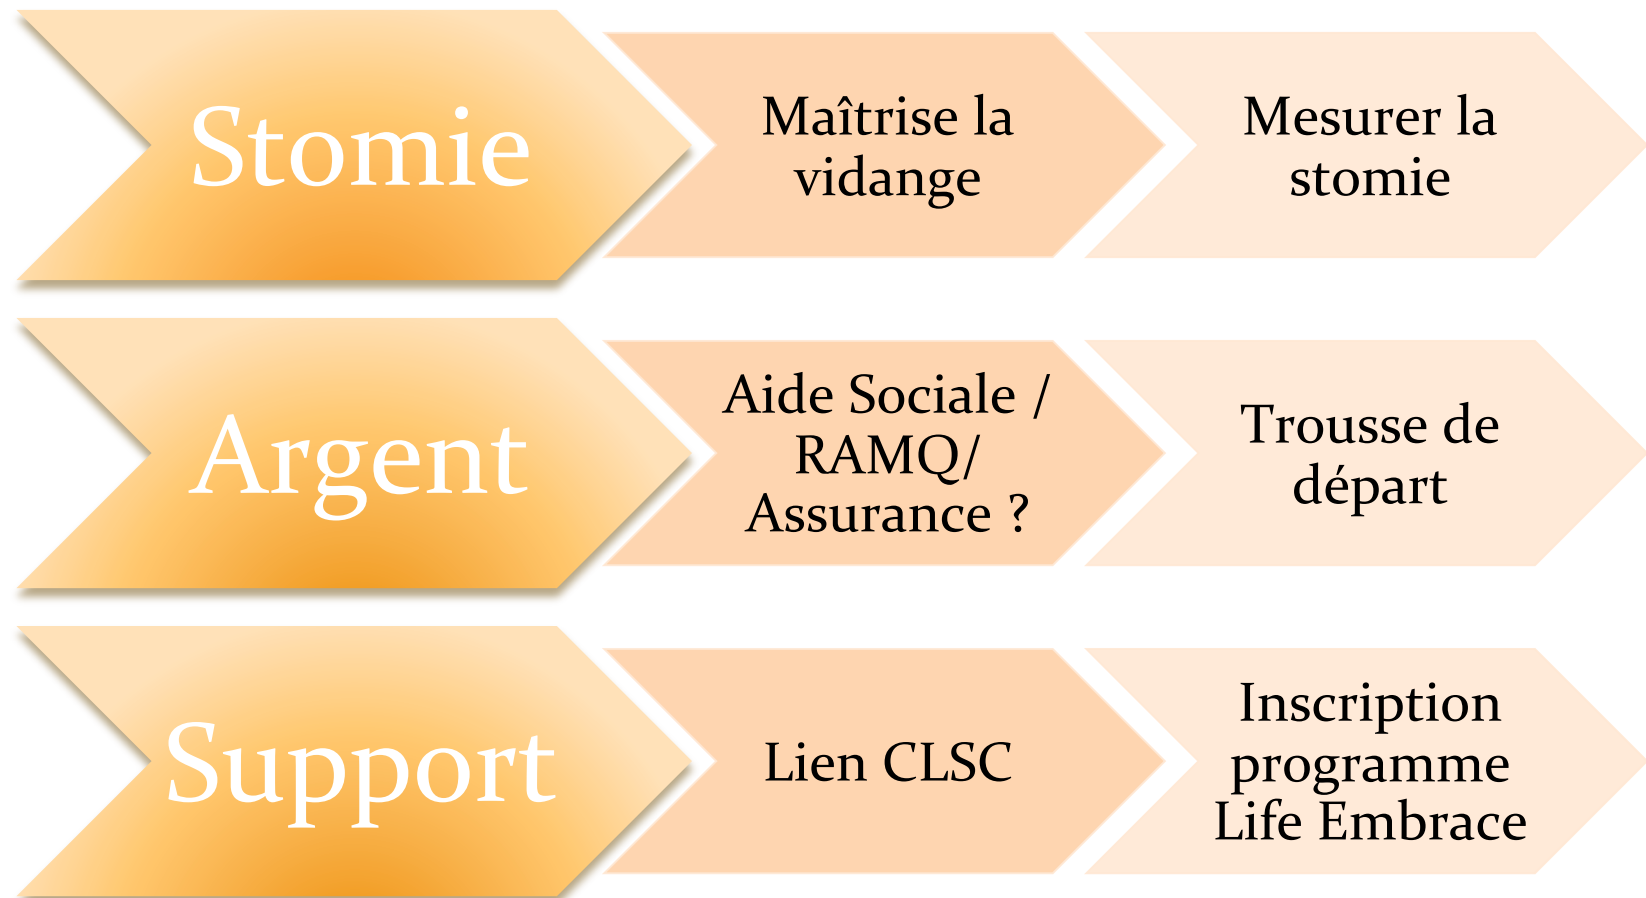 Stomie
Maîtrise la
vidange
Mesurer la
stomie
Argent
Aide Sociale /
RAMQ/
Assurance ?
Trousse de
départ
Support
Lien CLSC
Inscription
programme
Life Embrace